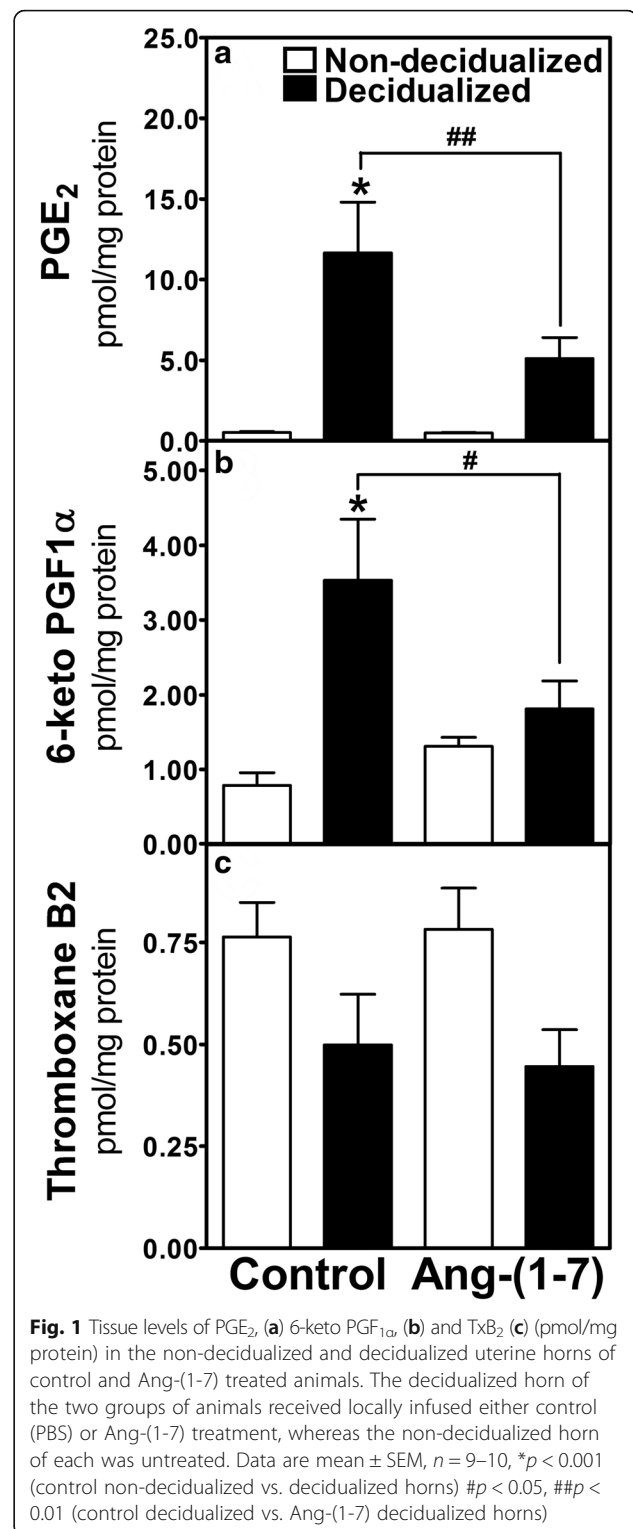 a
Non-decidualized
Decidualized
25.0
20.0
15.0
10.0
5.0
0.0
PGE₂
pmol/mg protein
*
##
b
5.00
4.00
3.00
2.00
1.00
0.00
6-keto PGF1α
pmol/mg protein
*
#
c
0.75
0.50
0.25
0.00
Thromboxane B2
pmol/mg protein
Control Ang-(1-7)
Fig. 1 Tissue levels of PGE₂, (a) 6-keto PGF₁α, (b) and TxB₂ (c) (pmol/mg
protein) in the non-decidualized and decidualized uterine horns of
control and Ang-(1-7) treated animals. The decidualized horn of
the two groups of animals received locally infused either control
(PBS) or Ang-(1-7) treatment, whereas the non-decidualized horn
of each was untreated. Data are mean ± SEM, n = 9–10, *p < 0.001
(control non-decidualized vs. decidualized horns) #p < 0.05, ##p <
0.01 (control decidualized vs. Ang-(1-7) decidualized horns)